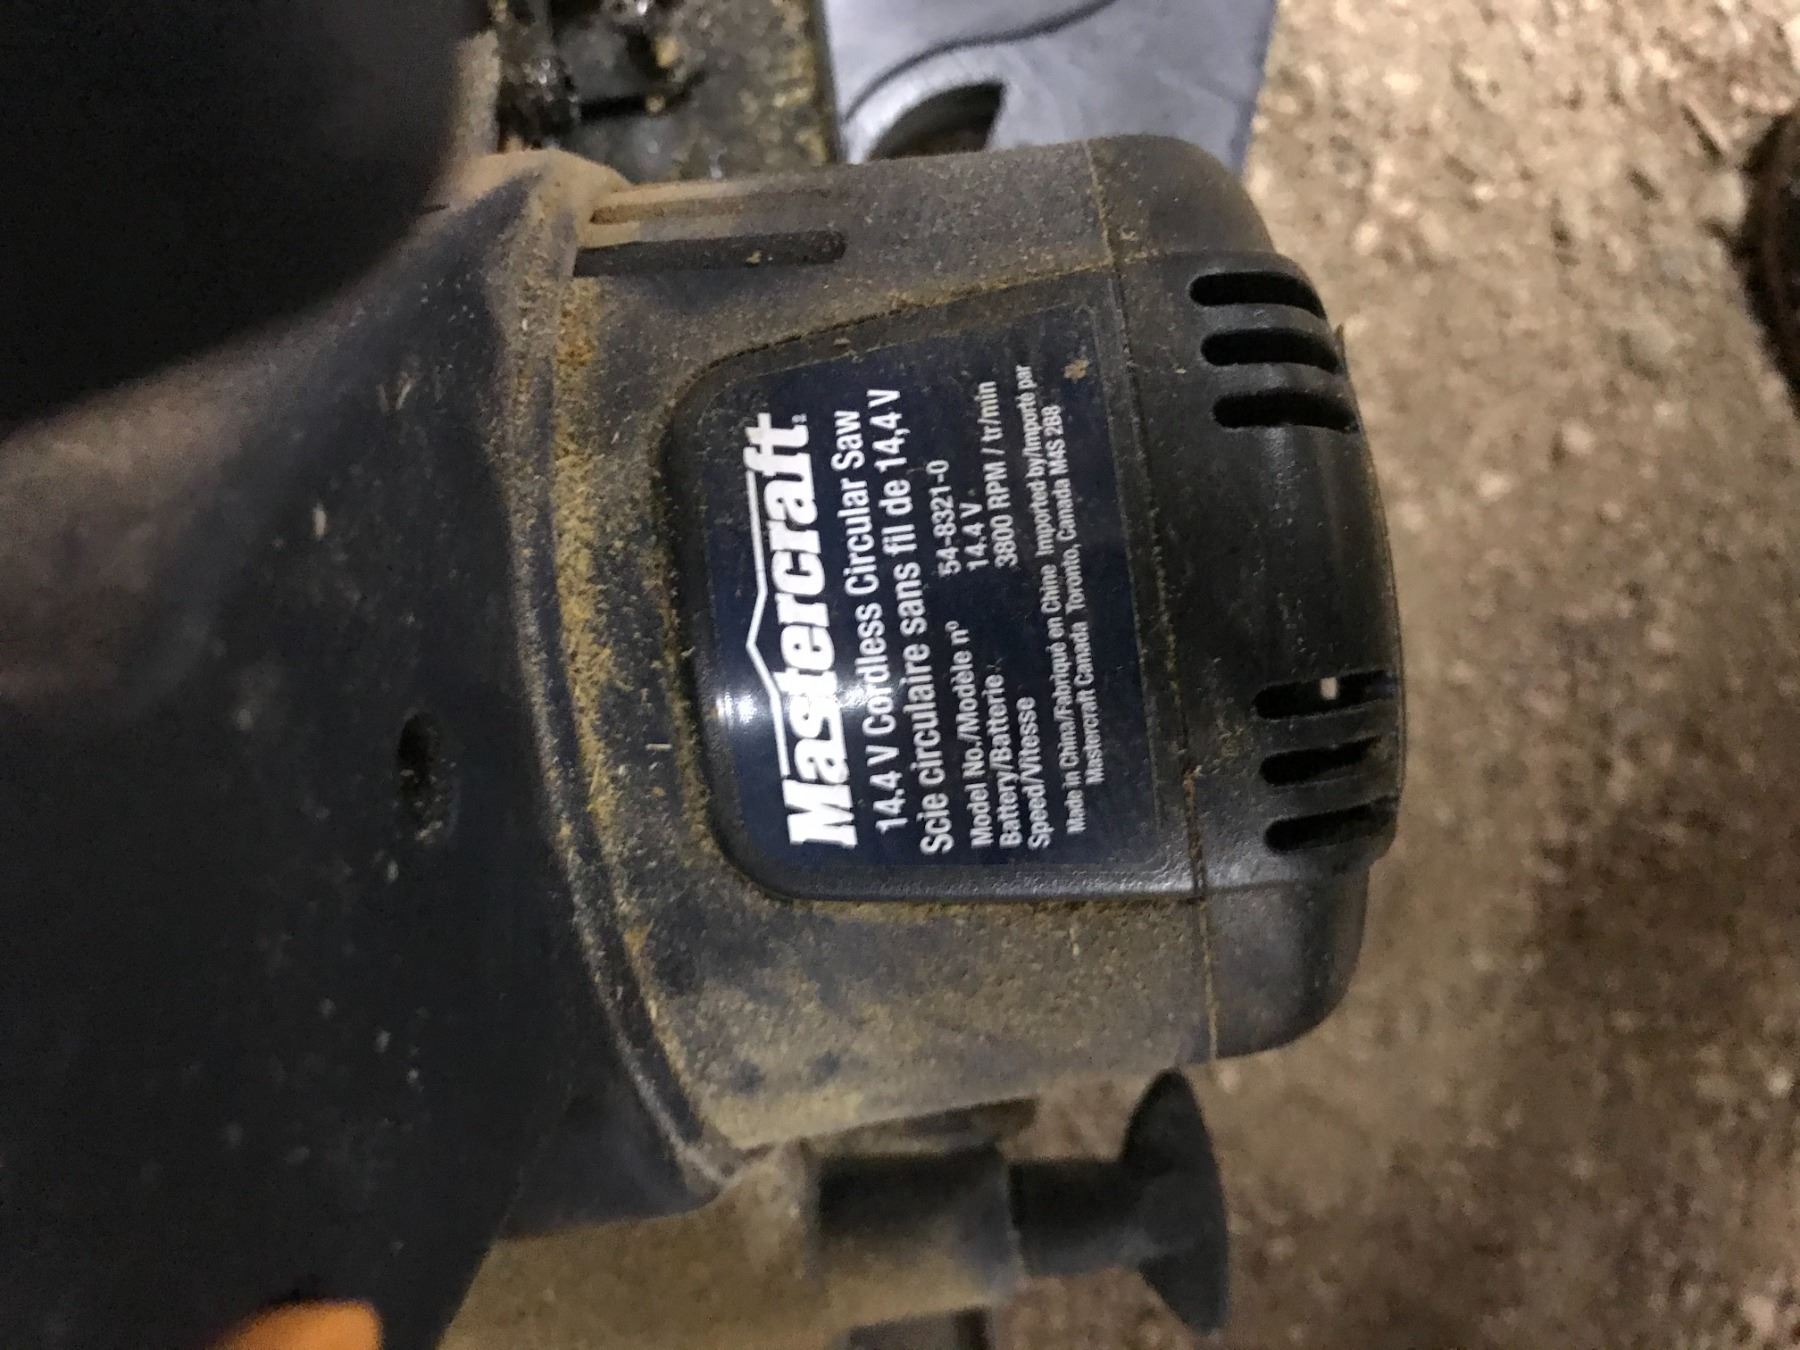 Mastercraft
14.4 V Cordless Circular Saw
Scie circulaire sans fil de 14,4 V
Model No./Modèle nº 54-8321-0
Battery/Batterie 14.4 V
Speed/Vitesse 3800 RPM / tr/min
Made in China/Fabriqué en Chine Imported by/Importé par
Mastercraft Canada Toronto, Canada M4S 2B8